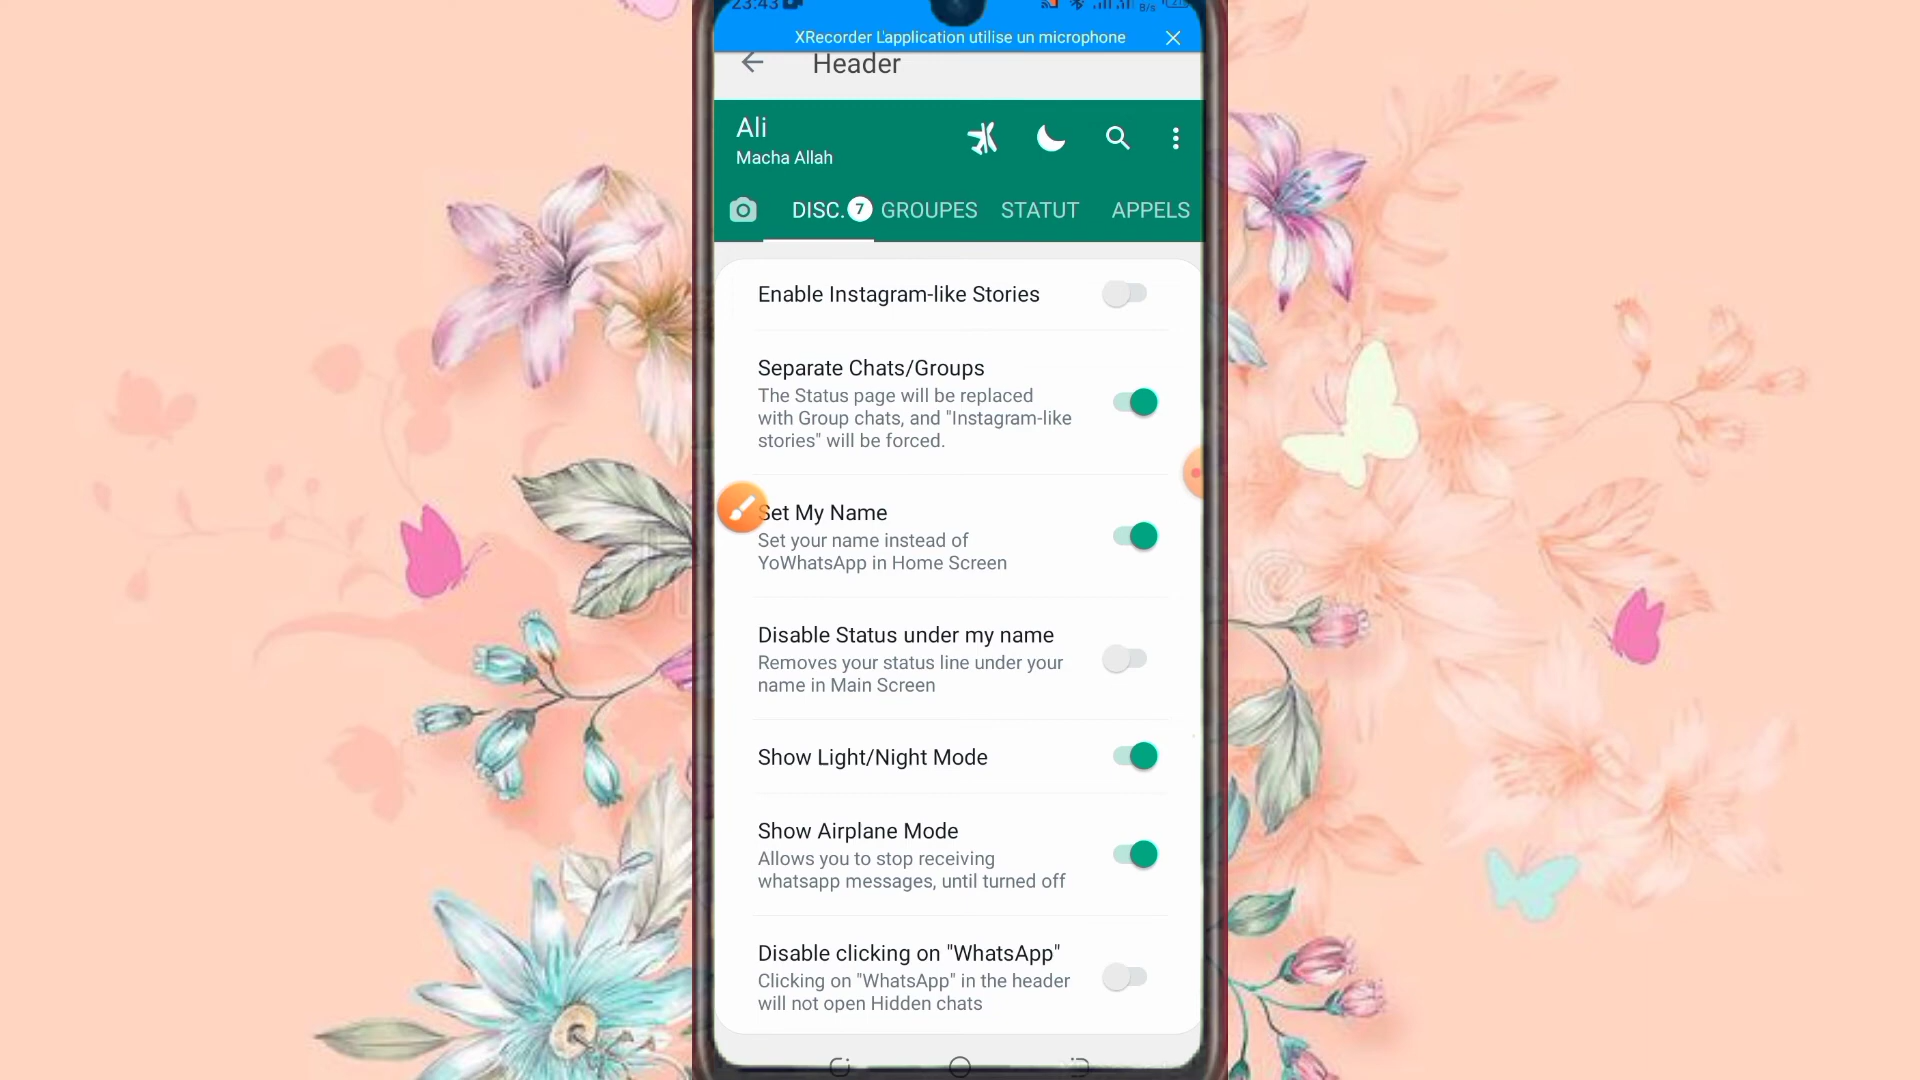 23:43
B/s
XRecorder L'application utilise un microphone
Header
Ali
Macha Allah
DISC. 7 GROUPES STATUT APPELS
Enable Instagram-like Stories
Separate Chats/Groups
The Status page will be replaced
with Group chats, and "Instagram-like
stories" will be forced.
Set My Name
Set your name instead of
YoWhatsApp in Home Screen
Disable Status under my name
Removes your status line under your
name in Main Screen
Show Light/Night Mode
Show Airplane Mode
Allows you to stop receiving
whatsapp messages, until turned off
Disable clicking on "WhatsApp"
Clicking on "WhatsApp" in the header
will not open Hidden chats